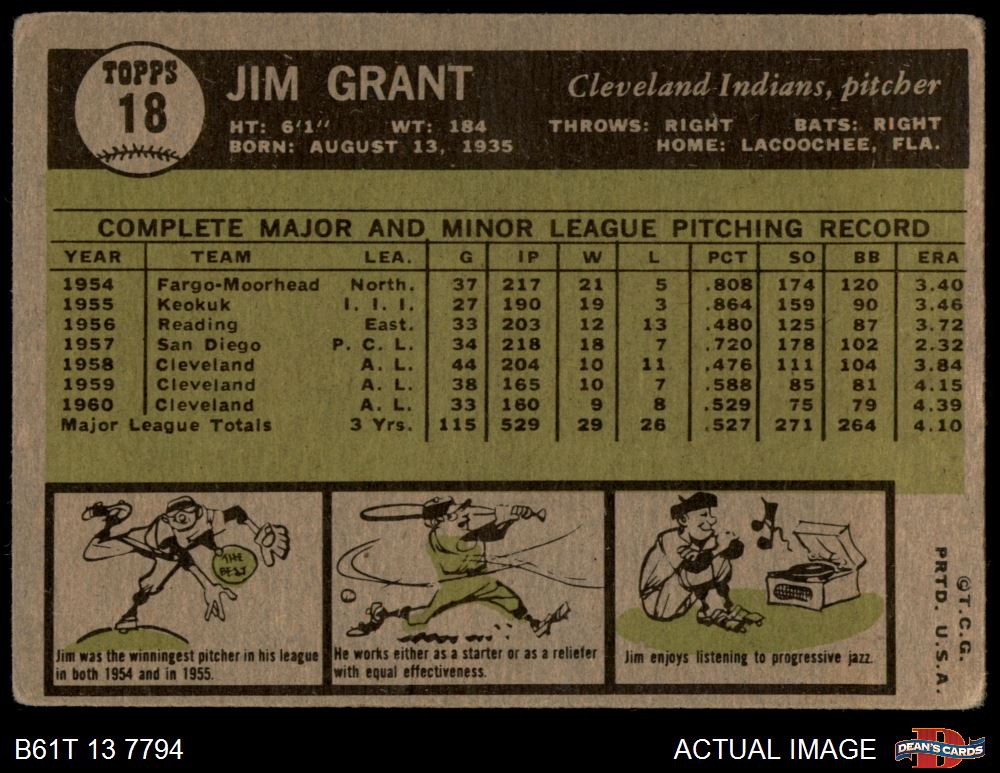 TOPPS
18
JIM GRANT
Cleveland Indians, pitcher
HT: 6'1" WT: 184 THROWS: RIGHT BATS: RIGHT
BORN: AUGUST 13, 1935 HOME: LACOOCHEE, FLA.
COMPLETE MAJOR AND MINOR LEAGUE PITCHING RECORD
YEAR TEAM LEA. G IP W L PCT SO BB ERA
1954 Fargo-Moorhead North. 37 217 21 5 .808 174 120 3.40
1955 Keokuk I. I. I. 27 190 19 3 .864 159 90 3.46
1956 Reading East. 33 203 12 13 .480 125 87 3.72
1957 San Diego P. C. L. 34 218 18 7 .720 178 102 2.32
1958 Cleveland A. L. 44 204 10 11 .476 111 104 3.84
1959 Cleveland A. L. 38 165 10 7 .588 85 81 4.15
1960 Cleveland A. L. 33 160 9 8 .529 75 79 4.39
Major League Totals 3 Yrs. 115 529 29 26 .527 271 264 4.10
THE
BEST
Jim was the winningest pitcher in his league
in both 1954 and in 1955.
He works either as a starter or as a reliefer
with equal effectiveness.
Jim enjoys listening to progressive jazz.
©T.C.G.
PRTD. U.S.A.
B61T 13 7794
ACTUAL IMAGE
D
DEAN'S CARDS